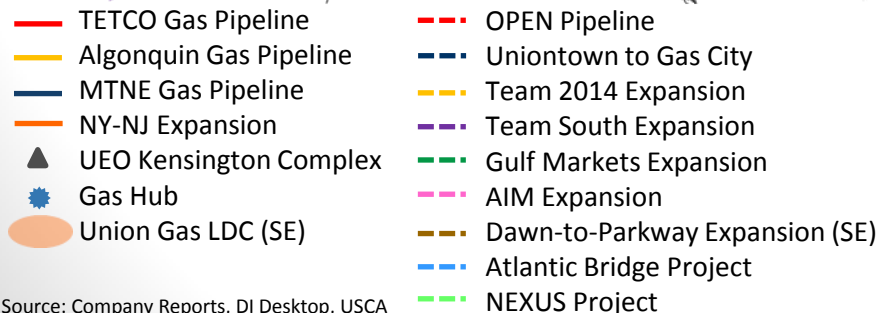 TETCO Gas Pipeline
Algonquin Gas Pipeline
MTNE Gas Pipeline
NY-NJ Expansion
UEO Kensington Complex
Gas Hub
Union Gas LDC (SE)
Source: Company Reports, DI Desktop, USCA
OPEN Pipeline
Uniontown to Gas City
Team 2014 Expansion
Team South Expansion
Gulf Markets Expansion
AIM Expansion
Dawn-to-Parkway Expansion (SE)
Atlantic Bridge Project
NEXUS Project